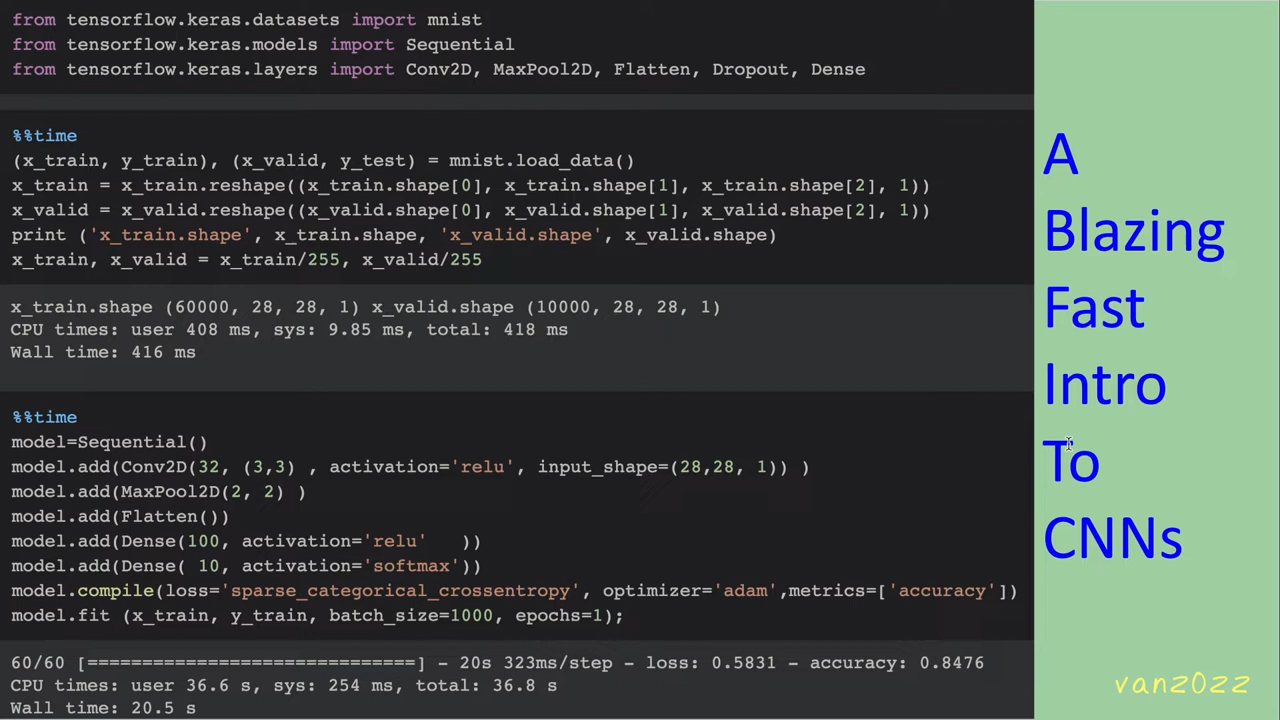 from tensorflow.keras.datasets import mnist
from tensorflow.keras.models import Sequential
from tensorflow.keras.layers import Conv2D, MaxPool2D, Flatten, Dropout, Dense
%%time
(x_train, y_train), (x_valid, y_test) = mnist.load_data()
x_train = x_train.reshape((x_train.shape[0], x_train.shape[1], x_train.shape[2], 1))
x_valid = x_valid.reshape((x_valid.shape[0], x_valid.shape[1], x_valid.shape[2], 1))
print ('x_train.shape', x_train.shape, 'x_valid.shape', x_valid.shape)
x_train, x_valid = x_train/255, x_valid/255
x_train.shape (60000, 28, 28, 1) x_valid.shape (10000, 28, 28, 1)
CPU times: user 408 ms, sys: 9.85 ms, total: 418 ms
Wall time: 416 ms
%%time
model=Sequential()
model.add(Conv2D(32, (3,3) , activation='relu', input_shape=(28,28, 1)) )
model.add(MaxPool2D(2, 2) )
model.add(Flatten())
model.add(Dense(100, activation='relu'   ))
model.add(Dense( 10, activation='softmax'))
model.compile(loss='sparse_categorical_crossentropy', optimizer='adam',metrics=['accuracy'])
model.fit (x_train, y_train, batch_size=1000, epochs=1);
60/60 [==============================] - 20s 323ms/step - loss: 0.5831 - accuracy: 0.8476
CPU times: user 36.6 s, sys: 254 ms, total: 36.8 s
Wall time: 20.5 s
A
Blazing
Fast
Intro
To
CNNs
van2022